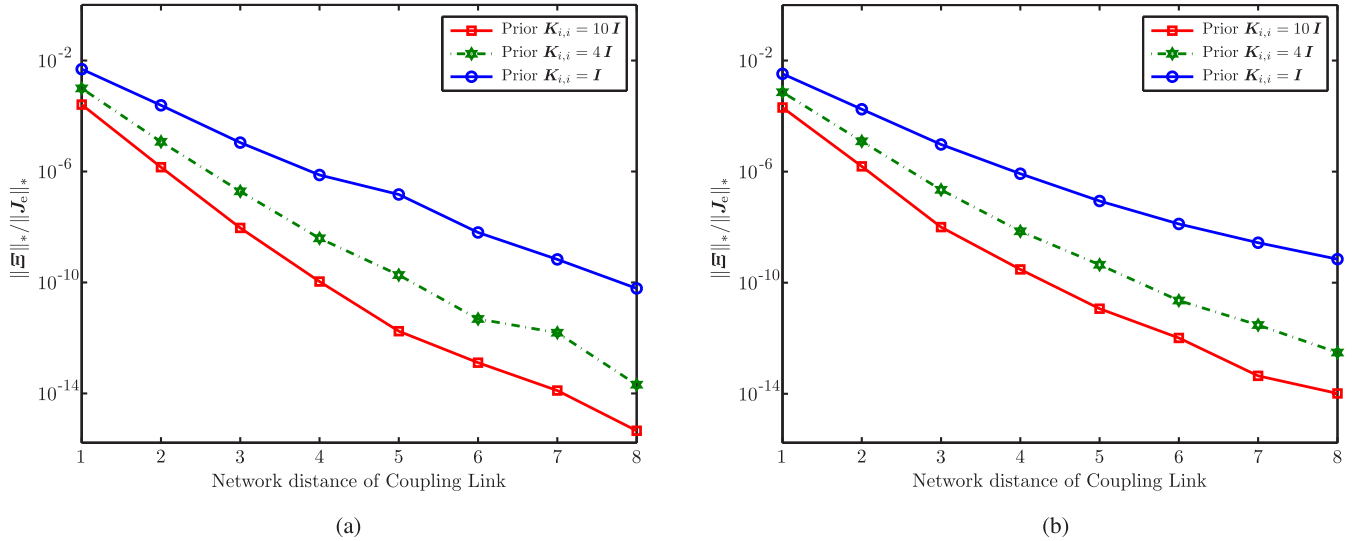 Prior K_{i,i} = 10 I
Prior K_{i,i} = 4 I
Prior K_{i,i} = I
10^{-2}
10^{-6}
10^{-10}
10^{-14}
‖Ξ‖_*/‖J_e‖_*
1 2 3 4 5 6 7 8
Network distance of Coupling Link
(a)
Prior K_{i,i} = 10 I
Prior K_{i,i} = 4 I
Prior K_{i,i} = I
10^{-2}
10^{-6}
10^{-10}
10^{-14}
‖Ξ‖_*/‖J_e‖_*
1 2 3 4 5 6 7 8
Network distance of Coupling Link
(b)